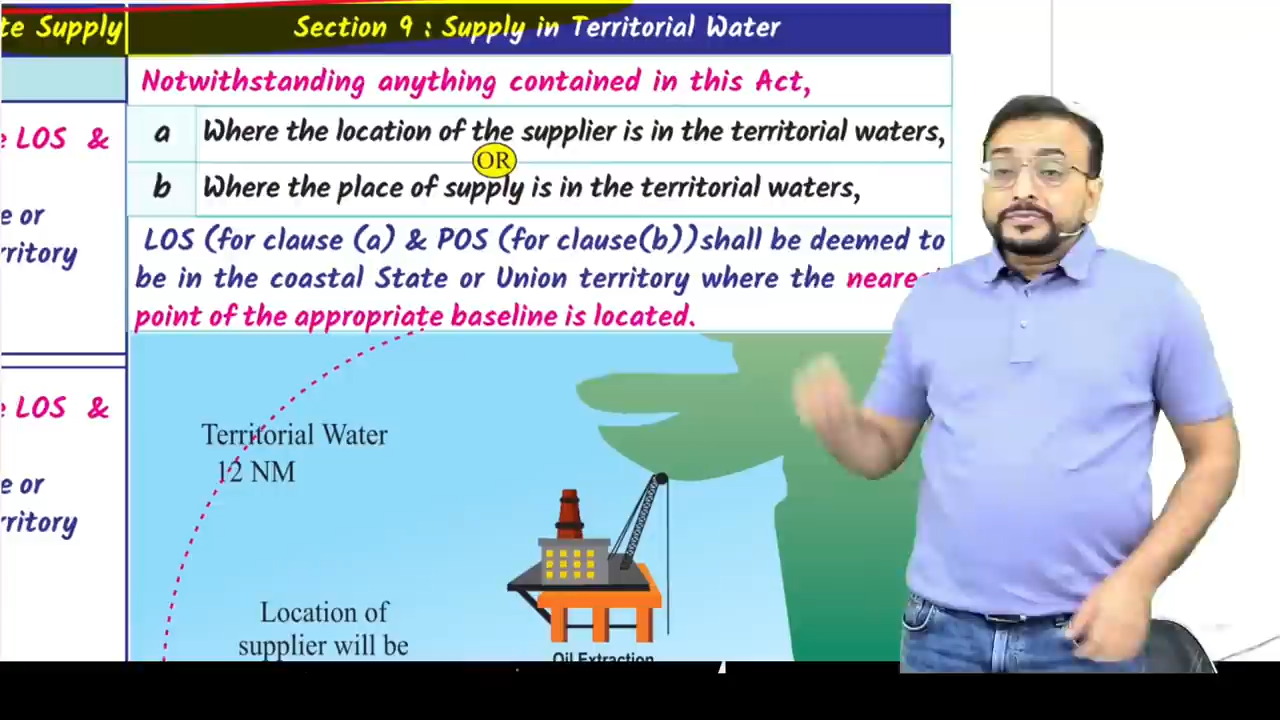 te Supply
Section 9 : Supply in Territorial Water
Notwithstanding anything contained in this Act,
e LOS &
a Where the location of the supplier is in the territorial waters,
OR
b Where the place of supply is in the territorial waters,
e or
rritory
LOS (for clause (a) & POS (for clause(b))shall be deemed to
be in the coastal State or Union territory where the neares
point of the appropriate baseline is located.
e LOS &
e or
rritory
Territorial Water
12 NM
Location of
supplier will be
Oil Extraction